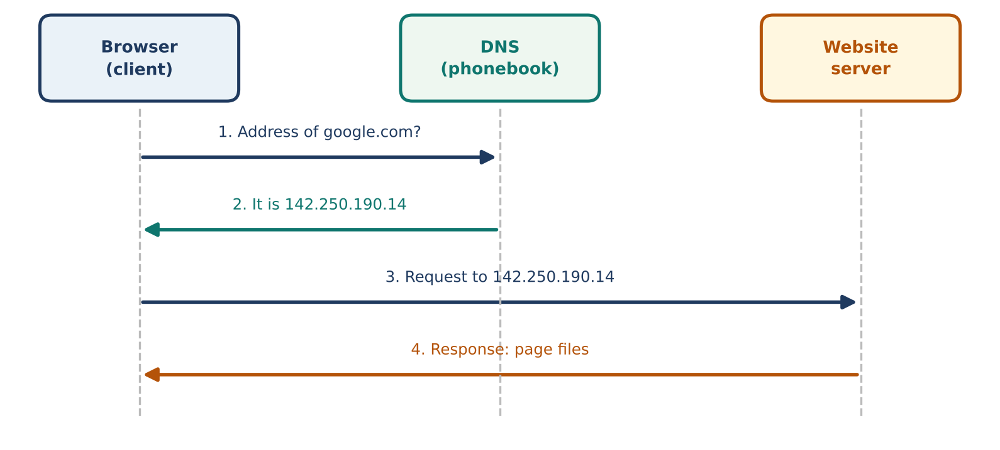 Browser
(client)
DNS
(phonebook)
Website
server
1. Address of google.com?
2. It is 142.250.190.14
3. Request to 142.250.190.14
4. Response: page files